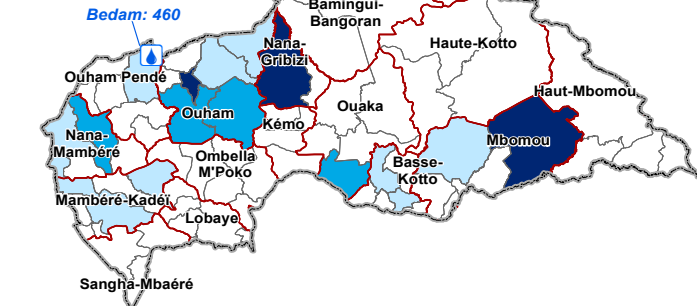 Bamingui-
Bangoran
Bedam: 460
Nana-
Gribizi
Haute-Kotto
Ouham Pendé
Haut-Mbomou
Ouaka
Ouham
Kémo
Nana-
Mambéré
Mbomou
Ombella
M'Poko
Basse-
Kotto
Mambéré-Kadéï
Lobaye
Sangha-Mbaéré